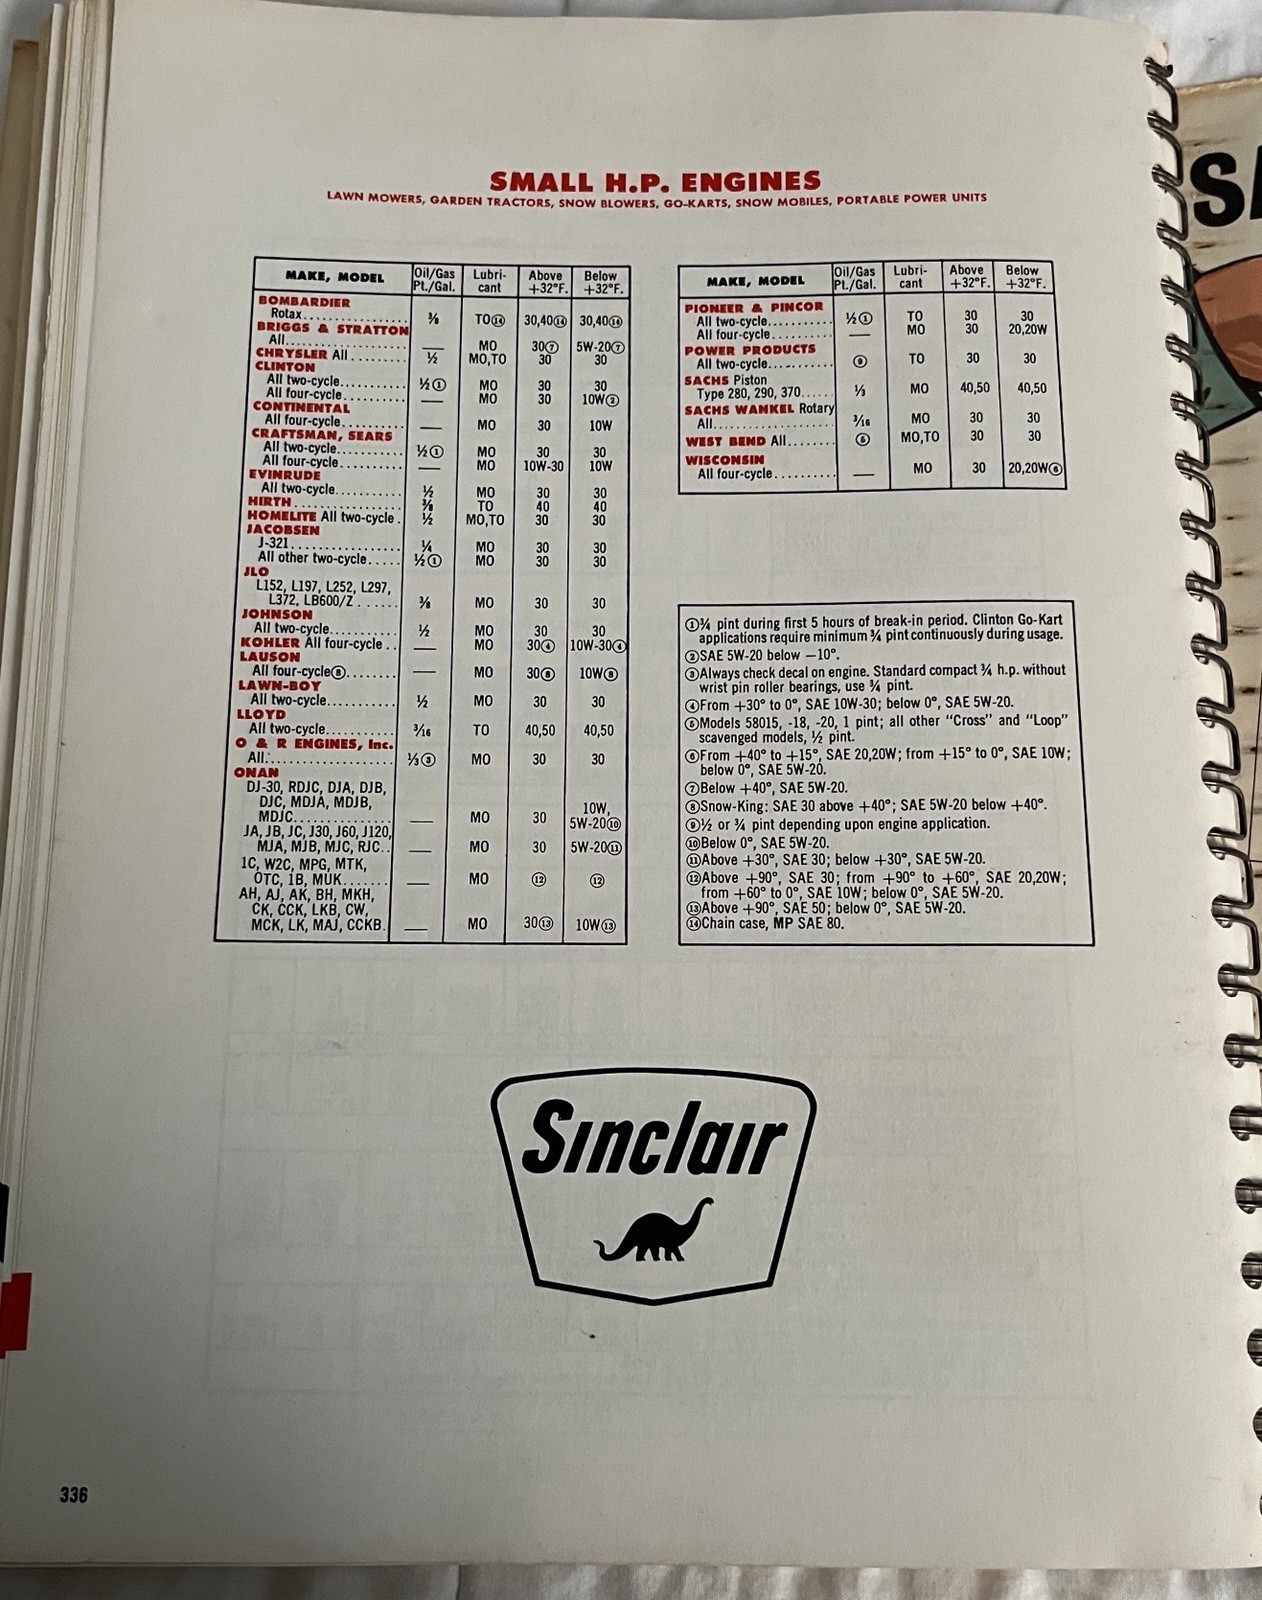 SMALL H.P. ENGINES
LAWN MOWERS, GARDEN TRACTORS, SNOW BLOWERS, GO-KARTS, SNOW MOBILES, PORTABLE POWER UNITS
MAKE, MODEL Oil/Gas Pt./Gal. Lubri-cant Above +32°F. Below +32°F.
BOMBARDIER
Rotax................ ⅜ TO⑭ 30,40⑭ 30,40⑭
BRIGGS & STRATTON
All.................... — MO 30⑦ 5W-20⑦
CHRYSLER All......... ½ MO,TO 30 30
CLINTON
All two-cycle........... ½① MO 30 30
All four-cycle........... — MO 30 10W②
CONTINENTAL
All four-cycle........... — MO 30 10W
CRAFTSMAN, SEARS
All two-cycle........... ½① MO 30 30
All four-cycle........... — MO 10W-30 10W
EVINRUDE
All two-cycle........... ½ MO 30 30
HIRTH................. ⅜ TO 40 40
HOMELITE All two-cycle. ½ MO,TO 30 30
JACOBSEN
J-321................. ¼ MO 30 30
All other two-cycle..... ½① MO 30 30
JLO
L152, L197, L252, L297,
L372, LB600/Z ...... ⅜ MO 30 30
JOHNSON
All two-cycle........... ½ MO 30 30
KOHLER All four-cycle.. — MO 30④ 10W-30④
LAUSON
All four-cycle⑧........ — MO 30⑧ 10W⑧
LAWN-BOY
All two-cycle........... ½ MO 30 30
LLOYD
All two-cycle........... 3/16 TO 40,50 40,50
O & R ENGINES, Inc.
All.................... ⅓③ MO 30 30
ONAN
DJ-30, RDJC, DJA, DJB,
DJC, MDJA, MDJB,
MDJC.............. — MO 30 10W, 5W-20⑩
JA, JB, JC, J30, J60, J120,
MJA, MJB, MJC, RJC.. — MO 30 5W-20⑪
1C, W2C, MPG, MTK,
OTC, 1B, MUK....... — MO ⑫ ⑫
AH, AJ, AK, BH, MKH,
CK, CCK, LKB, CW,
MCK, LK, MAJ, CCKB. — MO 30⑬ 10W⑬
MAKE, MODEL Oil/Gas Pt./Gal. Lubri-cant Above +32°F. Below +32°F.
PIONEER & PINCOR
All two-cycle........... ½① TO 30 30
All four-cycle........... — MO 30 20,20W
POWER PRODUCTS
All two-cycle........... ⑨ TO 30 30
SACHS Piston
Type 280, 290, 370..... ⅓ MO 40,50 40,50
SACHS WANKEL Rotary
All.................... 3/16 MO 30 30
WEST BEND All........ ⑤ MO,TO 30 30
WISCONSIN
All four-cycle........... — MO 30 20,20W⑥
①¾ pint during first 5 hours of break-in period. Clinton Go-Kart
applications require minimum ¾ pint continuously during usage.
②SAE 5W-20 below —10°.
③Always check decal on engine. Standard compact ¾ h.p. without
wrist pin roller bearings, use ¾ pint.
④From +30° to 0°, SAE 10W-30; below 0°, SAE 5W-20.
⑤Models 58015, -18, -20, 1 pint; all other "Cross" and "Loop"
scavenged models, ½ pint.
⑥From +40° to +15°, SAE 20,20W; from +15° to 0°, SAE 10W;
below 0°, SAE 5W-20.
⑦Below +40°, SAE 5W-20.
⑧Snow-King: SAE 30 above +40°; SAE 5W-20 below +40°.
⑨½ or ¾ pint depending upon engine application.
⑩Below 0°, SAE 5W-20.
⑪Above +30°, SAE 30; below +30°, SAE 5W-20.
⑫Above +90°, SAE 30; from +90° to +60°, SAE 20,20W;
from +60° to 0°, SAE 10W; below 0°, SAE 5W-20.
⑬Above +90°, SAE 50; below 0°, SAE 5W-20.
⑭Chain case, MP SAE 80.
Sinclair
336